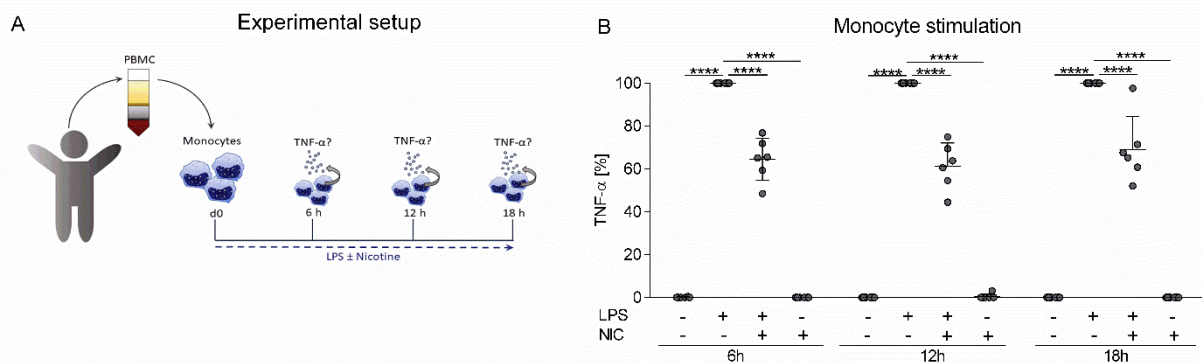 A
Experimental setup
PBMC
Monocytes
TNF-α?
TNF-α?
TNF-α?
d0
6 h
12 h
18 h
LPS ± Nicotine
B
Monocyte stimulation
****
****
****
**** ****
**** ****
**** ****
100
80
60
40
20
0
TNF-α [%]
LPS - + + - - + + - - + + -
NIC - - + + - - + + - - + +
6h
12h
18h